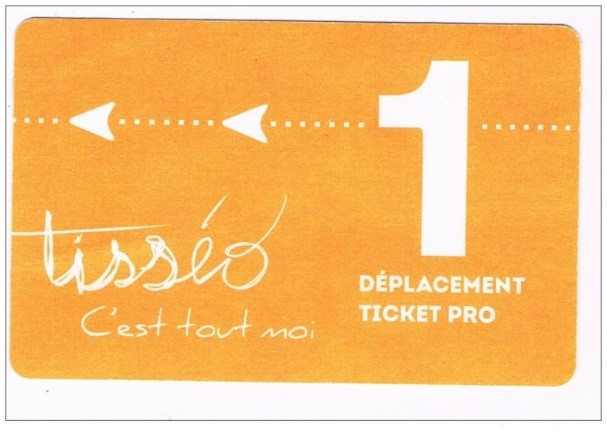 1
tisséo
C'est tout moi
DÉPLACEMENT
TICKET PRO